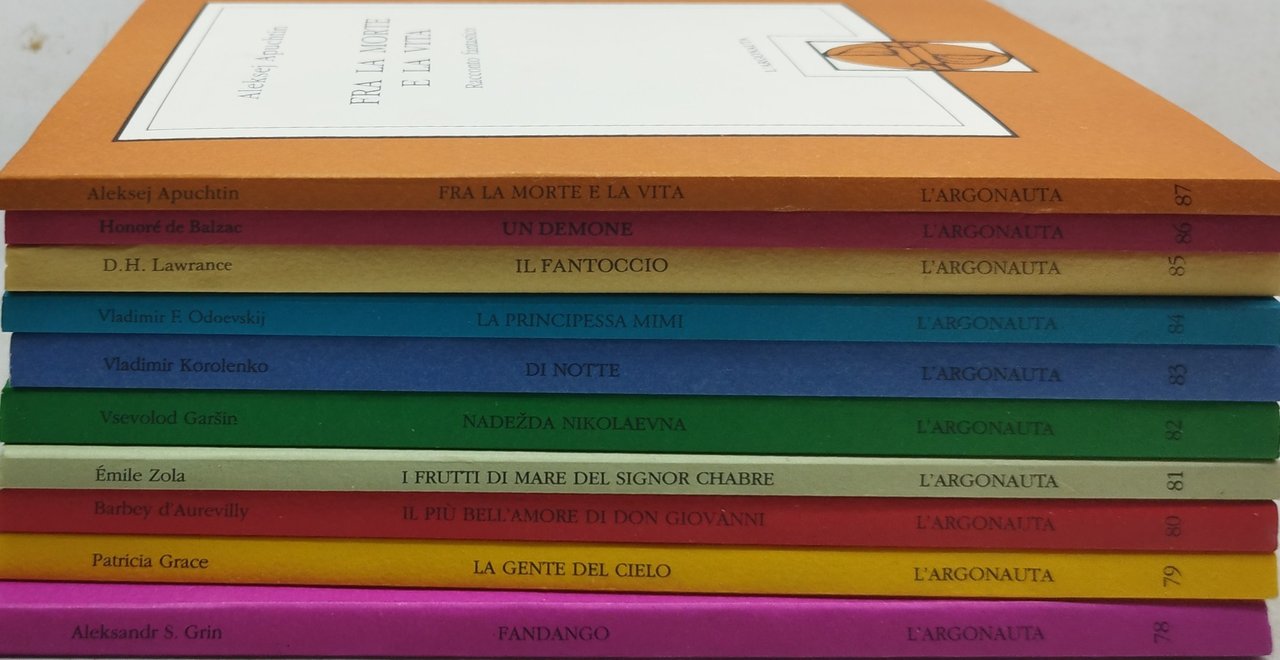 Aleksej Apuchtin
FRA LA MORTE
E LA VITA
Racconto fantastico
L'ARGONAUTA
Aleksej Apuchtin FRA LA MORTE E LA VITA L'ARGONAUTA 87
Honoré de Balzac UN DEMONE L'ARGONAUTA 86
D.H. Lawrance IL FANTOCCIO L'ARGONAUTA 85
Vladimir F. Odoevskij LA PRINCIPESSA MIMI L'ARGONAUTA 84
Vladimir Korolenko DI NOTTE L'ARGONAUTA 83
Vsevolod Garšin NADEŽDA NIKOLAEVNA L'ARGONAUTA 82
Émile Zola I FRUTTI DI MARE DEL SIGNOR CHABRE L'ARGONAUTA 81
Barbey d'Aurevilly IL PIÙ BELL'AMORE DI DON GIOVANNI L'ARGONAUTA 80
Patricia Grace LA GENTE DEL CIELO L'ARGONAUTA 79
Aleksandr S. Grin FANDANGO L'ARGONAUTA 78